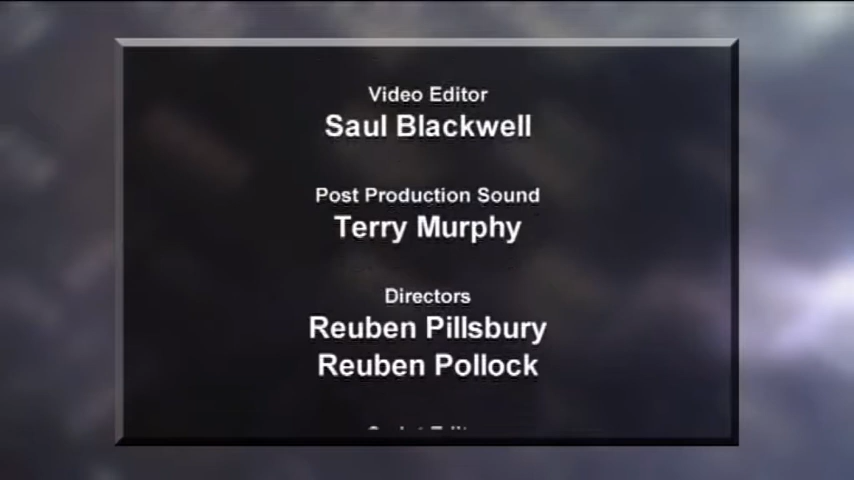 Video Editor
Saul Blackwell
Post Production Sound
Terry Murphy
Directors
Reuben Pillsbury
Reuben Pollock